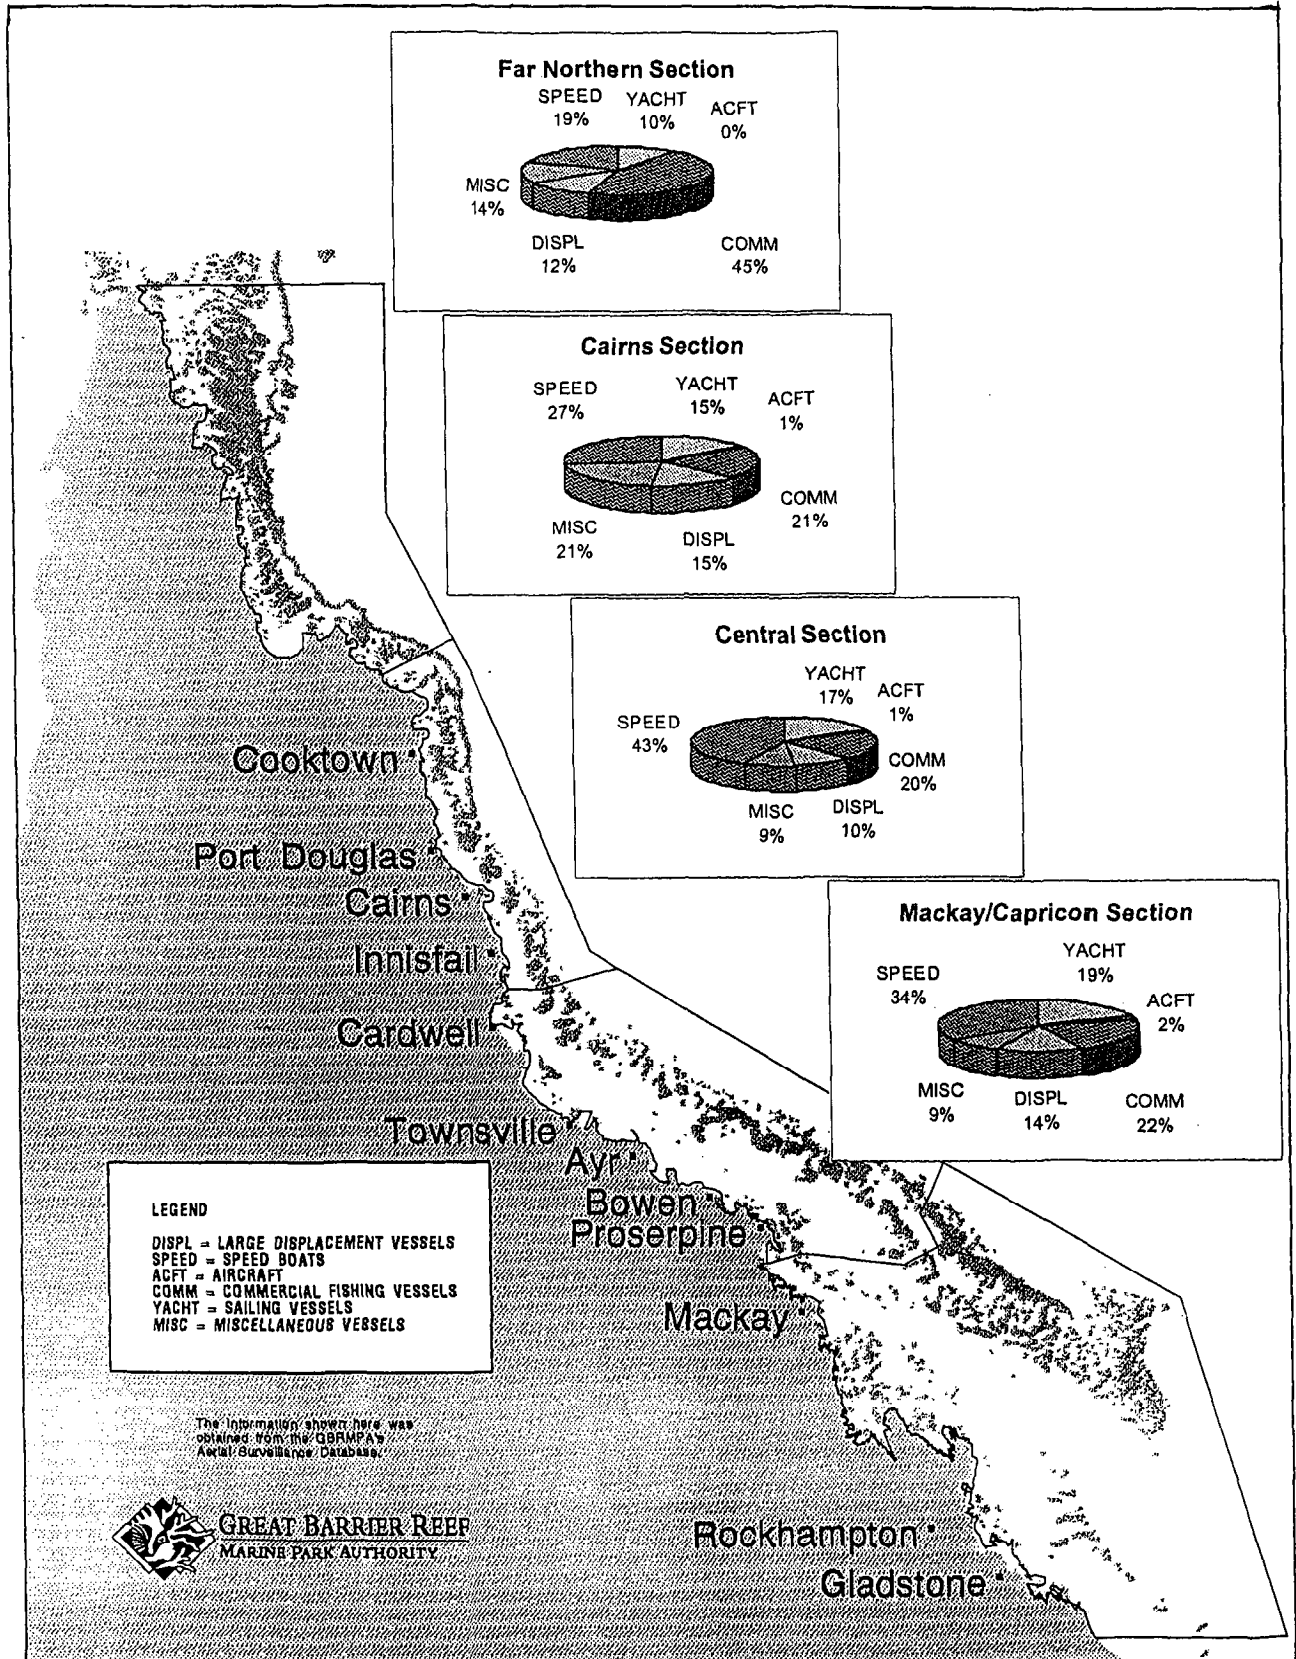 Far Northern Section
SPEED
19%
YACHT
10%
ACFT
0%
MISC
14%
DISPL
12%
COMM
45%
Cairns Section
SPEED
27%
YACHT
15%
ACFT
1%
COMM
21%
MISC
21%
DISPL
15%
Central Section
YACHT
17%
ACFT
1%
SPEED
43%
COMM
20%
MISC
9%
DISPL
10%
Mackay/Capricon Section
YACHT
19%
SPEED
34%
ACFT
2%
MISC
9%
DISPL
14%
COMM
22%
Cooktown
Port Douglas
Cairns
Innisfail
Cardwell
Townsville
Ayr
Bowen
Proserpine
Mackay
Rockhampton
Gladstone
LEGEND
DISPL = LARGE DISPLACEMENT VESSELS
SPEED = SPEED BOATS
ACFT = AIRCRAFT
COMM = COMMERCIAL FISHING VESSELS
YACHT = SAILING VESSELS
MISC = MISCELLANEOUS VESSELS
The information shown here was
obtained from the GBRMPA's
Aerial Surveillance Database.
GREAT BARRIER REEF
MARINE PARK AUTHORITY